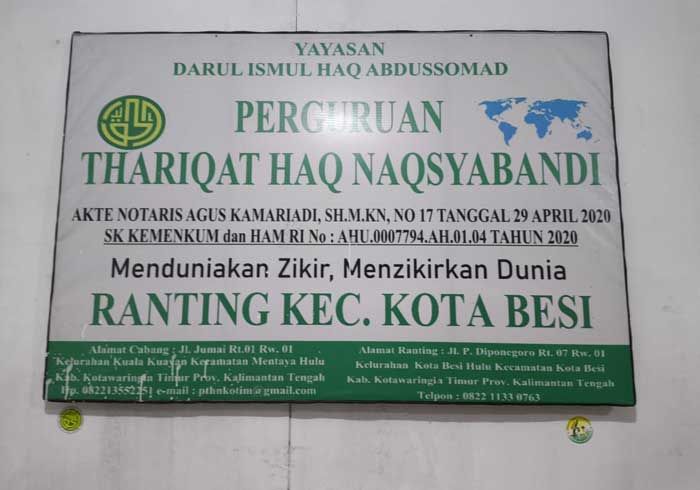 YAYASAN
DARUL ISMUL HAQ ABDUSSOMAD
PERGURUAN
THARIQAT HAQ NAQSYABANDI
AKTE NOTARIS AGUS KAMARIADI, SH.M.KN, NO 17 TANGGAL 29 APRIL 2020
SK KEMENKUM dan HAM RI No : AHU.0007794.AH.01.04 TAHUN 2020
Menduniakan Zikir, Menzikirkan Dunia
RANTING KEC. KOTA BESI
Alamat Cabang : Jl. Jumai Rt.01 Rw. 01
Kelurahan Kuala Kuayan Kecamatan Mentaya Hulu
Kab. Kotawaringin Timur Prov. Kalimantan Tengah
Hp. 082213552251 e-mail : pthnkotim@gmail.com
Alamat Ranting : Jl. P. Diponegoro Rt. 07 Rw. 01
Kelurahan Kota Besi Hulu Kecamatan Kota Besi
Kab. Kotawaringia Timur Prov. Kalimantan Tengah
Telpon : 0822 1133 0763